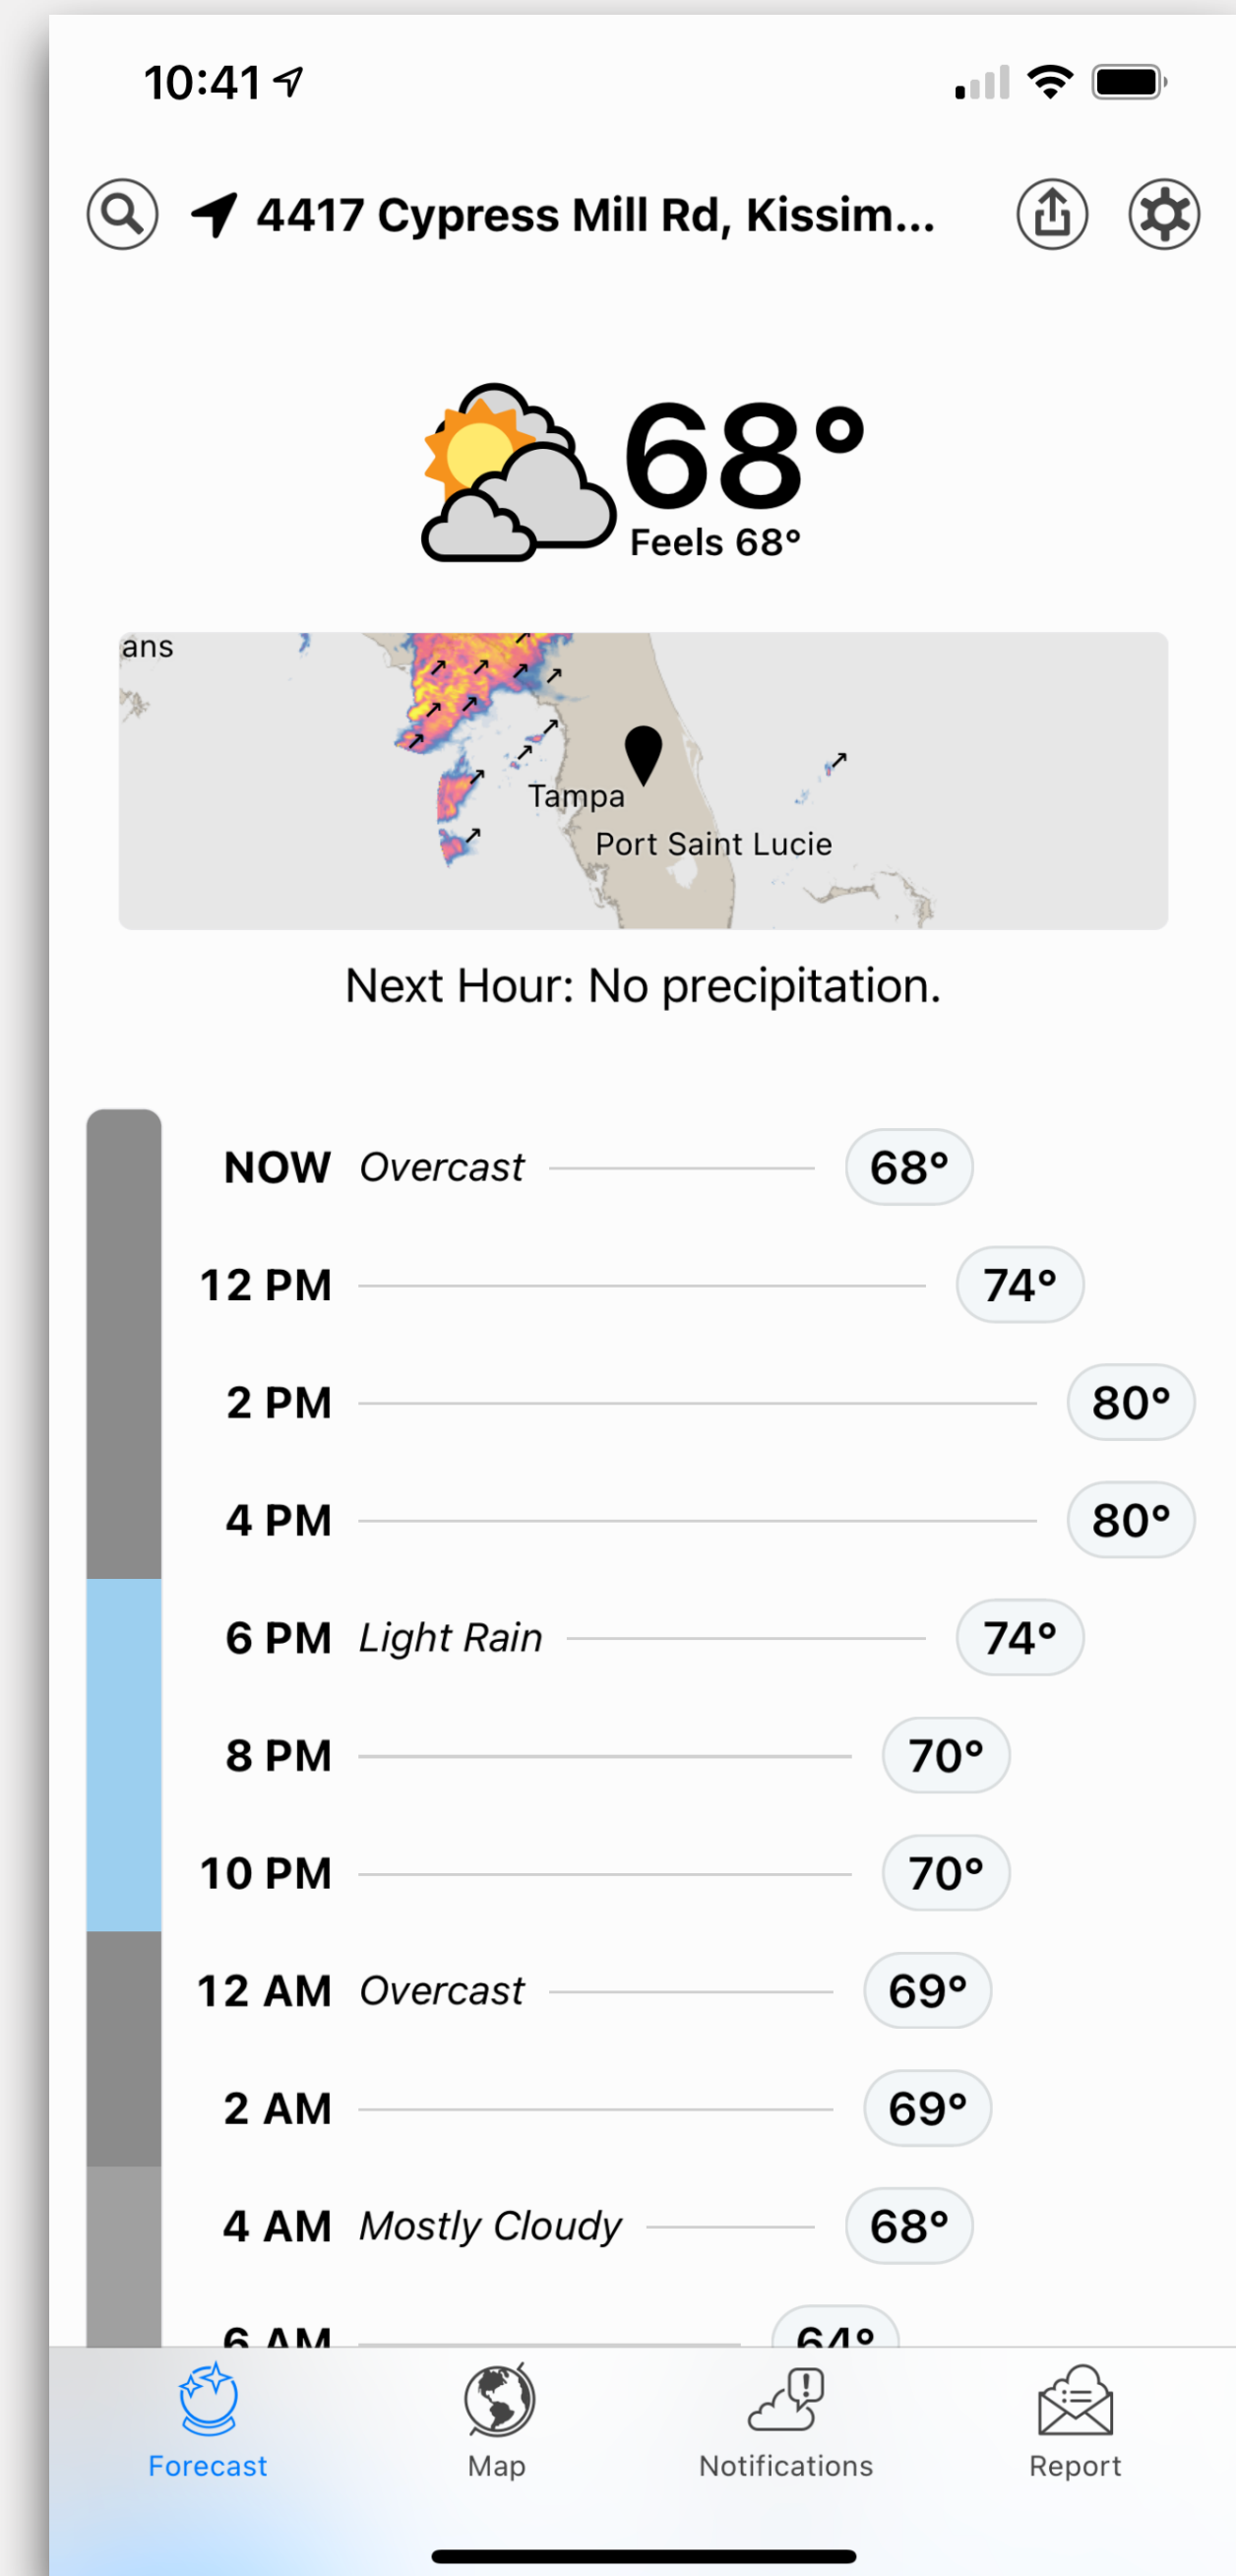 10:41
4417 Cypress Mill Rd, Kissim...
68°
Feels 68°
ans
Tampa
Port Saint Lucie
Next Hour: No precipitation.
NOW Overcast 68°
12 PM 74°
2 PM 80°
4 PM 80°
6 PM Light Rain 74°
8 PM 70°
10 PM 70°
12 AM Overcast 69°
2 AM 69°
4 AM Mostly Cloudy 68°
6 AM 64°
Forecast Map Notifications Report